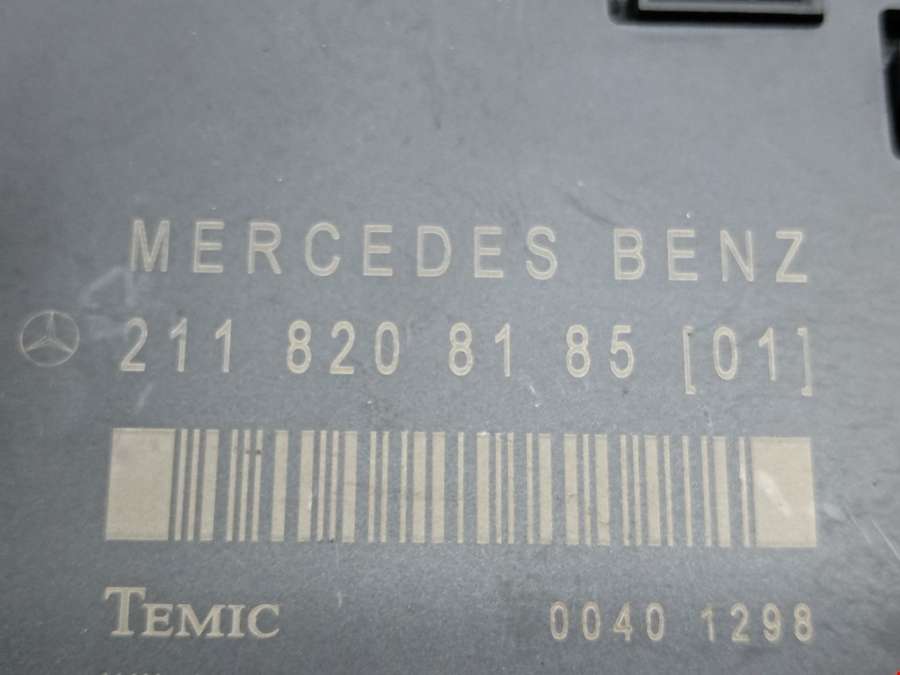 MERCEDES BENZ
211 820 81 85 [01]
TEMIC 0040 1298